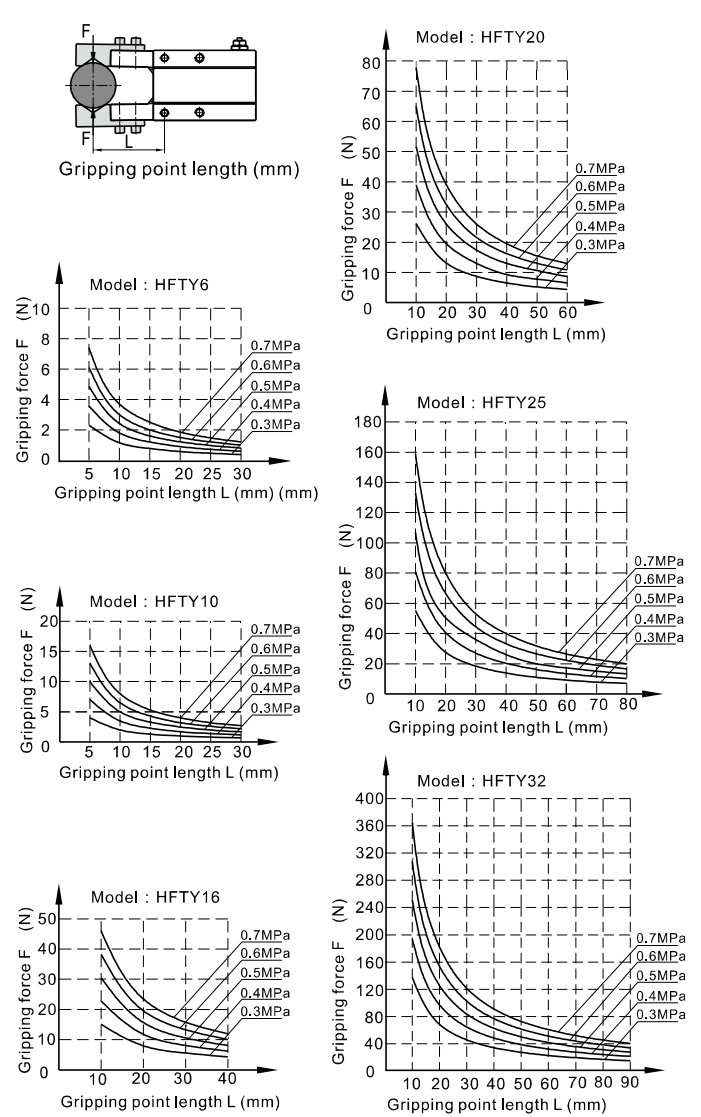 F
F
L
Gripping point length (mm)
Model : HFTY6
Gripping force F (N)
10
8
6
4
2
0
0.7MPa
0.6MPa
0.5MPa
0.4MPa
0.3MPa
5 10 15 20 25 30
Gripping point length L (mm) (mm)
Model : HFTY10
Gripping force F (N)
20
15
10
5
0
0.7MPa
0.6MPa
0.5MPa
0.4MPa
0.3MPa
5 10 15 20 25 30
Gripping point length L (mm)
Model : HFTY16
Gripping force F (N)
50
40
30
20
10
0
0.7MPa
0.6MPa
0.5MPa
0.4MPa
0.3MPa
10 20 30 40
Gripping point length L (mm)
Model : HFTY20
Gripping force F (N)
80
70
60
50
40
30
20
10
0
0.7MPa
0.6MPa
0.5MPa
0.4MPa
0.3MPa
10 20 30 40 50 60
Gripping point length L (mm)
Model : HFTY25
Gripping force F (N)
180
160
140
120
100
80
60
40
20
0
0.7MPa
0.6MPa
0.5MPa
0.4MPa
0.3MPa
10 20 30 40 50 60 70 80
Gripping point length L (mm)
Model : HFTY32
Gripping force F (N)
400
360
320
280
240
200
160
120
80
40
0
0.7MPa
0.6MPa
0.5MPa
0.4MPa
0.3MPa
10 20 30 40 50 60 70 80 90
Gripping point length L (mm)